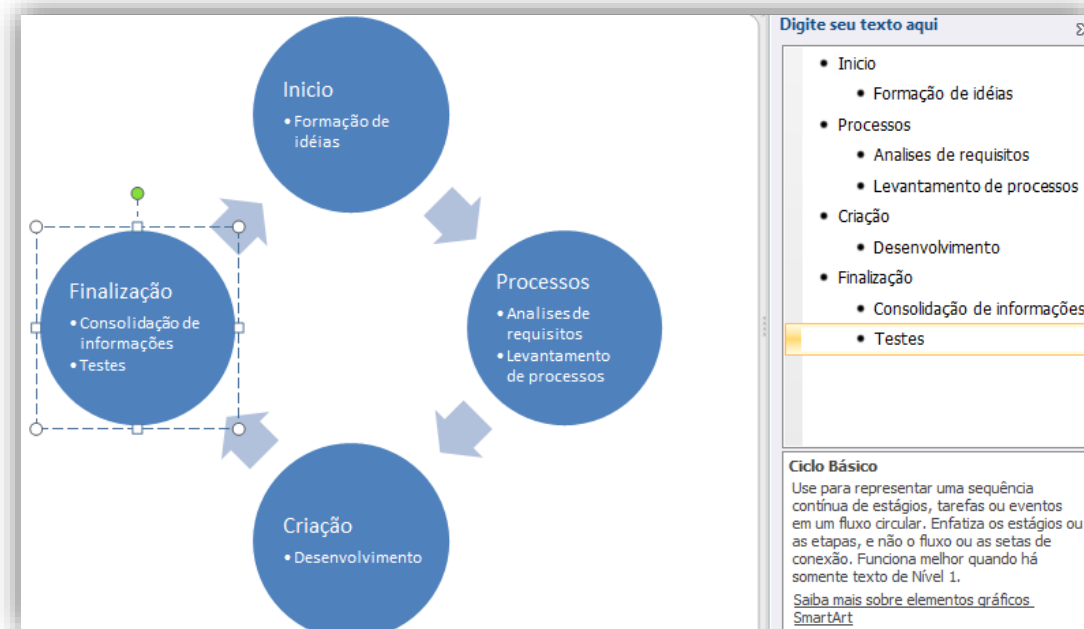 Inicio
• Formação de
idéias
Processos
• Analises de
requisitos
• Levantamento
de processos
Criação
• Desenvolvimento
Finalização
• Consolidação de
informações
• Testes
Digite seu texto aqui
• Inicio
• Formação de idéias
• Processos
• Analises de requisitos
• Levantamento de processos
• Criação
• Desenvolvimento
• Finalização
• Consolidação de informações
• Testes
Ciclo Básico
Use para representar uma sequência
contínua de estágios, tarefas ou eventos
em um fluxo circular. Enfatiza os estágios ou
as etapas, e não o fluxo ou as setas de
conexão. Funciona melhor quando há
somente texto de Nível 1.
Saiba mais sobre elementos gráficos
SmartArt